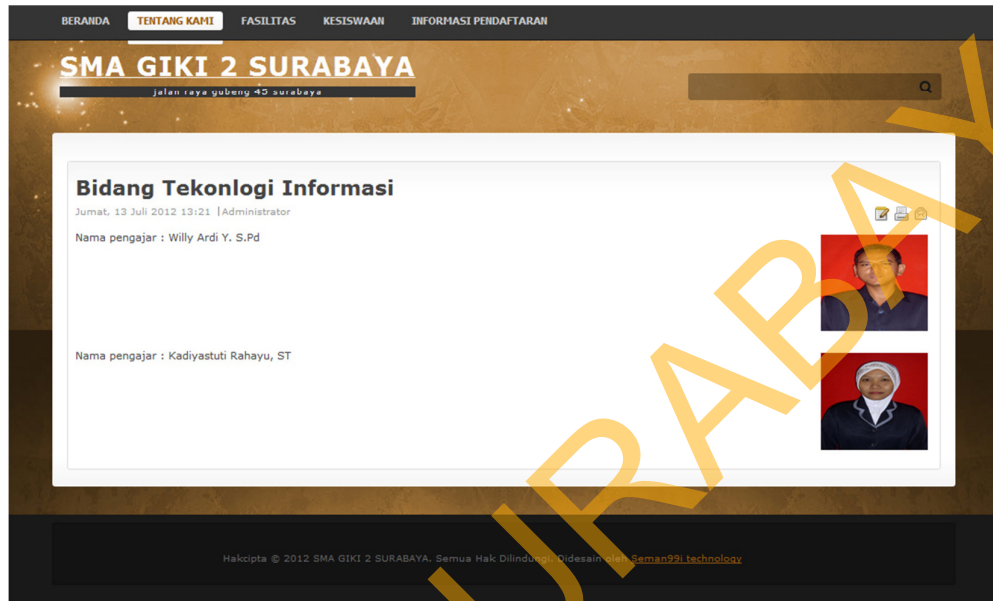 BERANDA TENTANG KAMI FASILITAS KESISWAAN INFORMASI PENDAFTARAN
SMA GIKI 2 SURABAYA
jalan raya gubeng 45 surabaya
Bidang Tekonlogi Informasi
Jumat, 13 Juli 2012 13:21 | Administrator
Nama pengajar : Willy Ardi Y. S.Pd
Nama pengajar : Kadiyastuti Rahayu, ST
Hakcipta © 2012 SMA GIKI 2 SURABAYA. Semua Hak Dilindungi. Didesain oleh Seman99i technology
URABAY